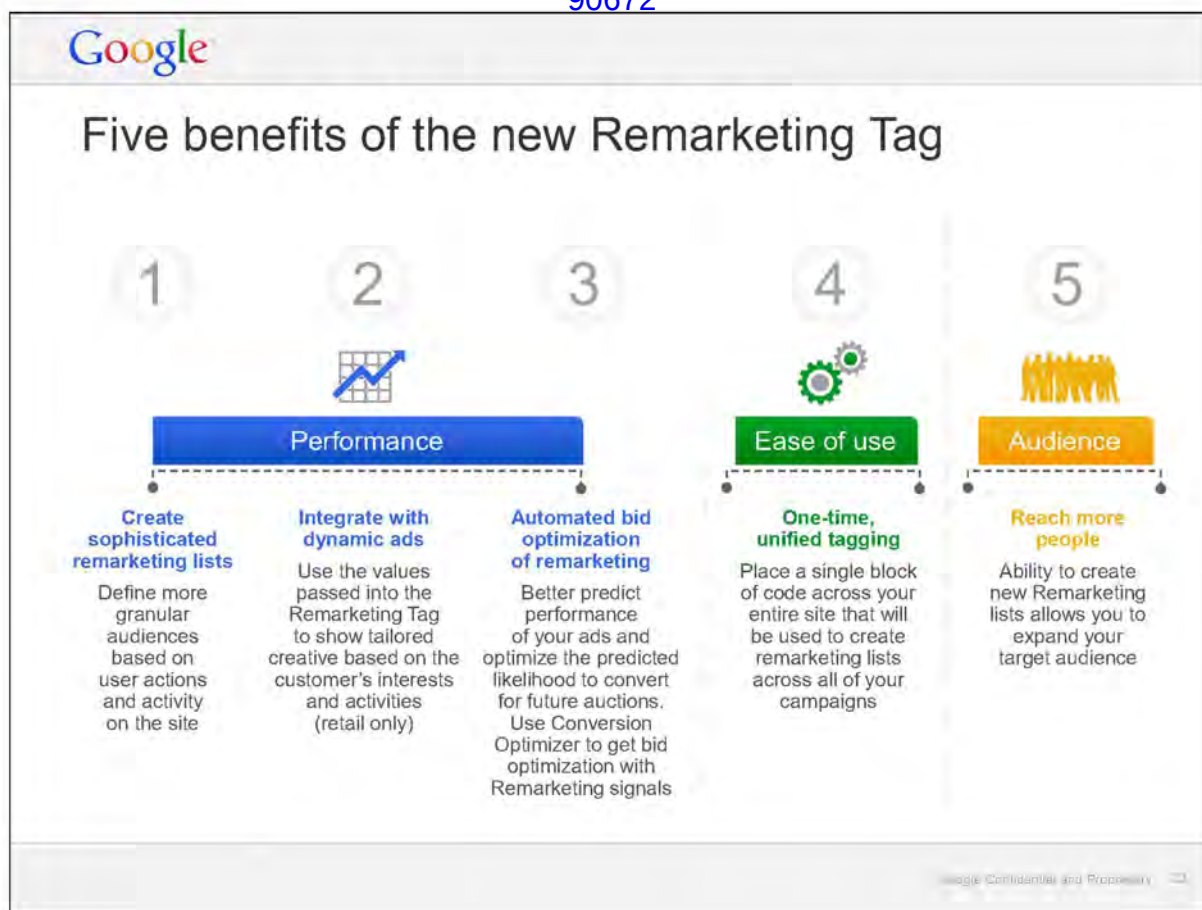 90672
Google
Five benefits of the new Remarketing Tag
1
2
3
4
5
Performance
Ease of use
Audience
Create
sophisticated
remarketing lists
Define more
granular
audiences
based on
user actions
and activity
on the site
Integrate with
dynamic ads
Use the values
passed into the
Remarketing Tag
to show tailored
creative based on the
customer's interests
and activities
(retail only)
Automated bid
optimization
of remarketing
Better predict
performance
of your ads and
optimize the predicted
likelihood to convert
for future auctions.
Use Conversion
Optimizer to get bid
optimization with
Remarketing signals
One-time,
unified tagging
Place a single block
of code across your
entire site that will
be used to create
remarketing lists
across all of your
campaigns
Reach more
people
Ability to create
new Remarketing
lists allows you to
expand your
target audience
Google Confidential and Proprietary